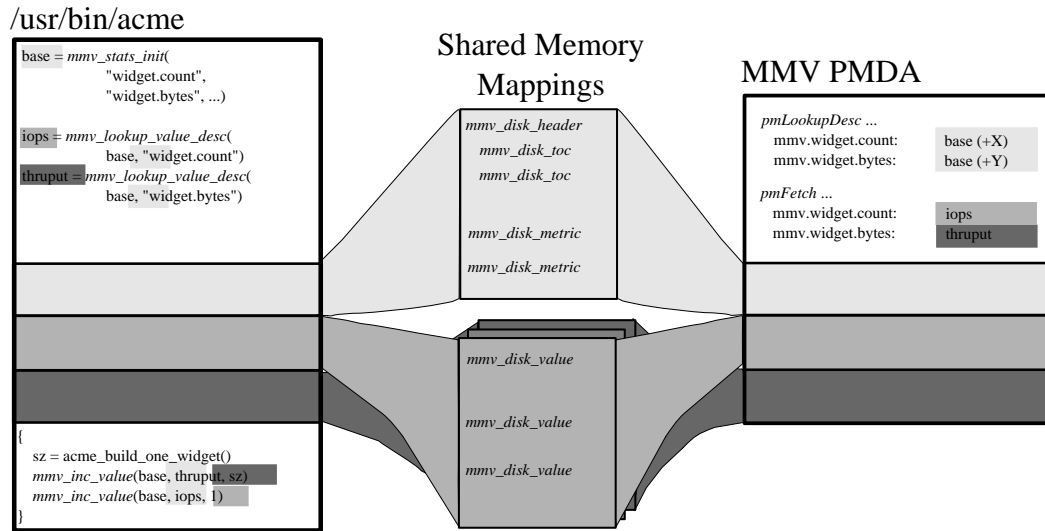 /usr/bin/acme
base = mmv_stats_init(
"widget.count",
"widget.bytes", ...)
iops = mmv_lookup_value_desc(
base, "widget.count")
thruput = mmv_lookup_value_desc(
base, "widget.bytes")
{
sz = acme_build_one_widget()
mmv_inc_value(base, thruput, sz)
mmv_inc_value(base, iops, 1)
}
Shared Memory
Mappings
mmv_disk_header
mmv_disk_toc
mmv_disk_toc
mmv_disk_metric
mmv_disk_metric
mmv_disk_value
mmv_disk_value
mmv_disk_value
MMV PMDA
pmLookupDesc ...
mmv.widget.count: base (+X)
mmv.widget.bytes: base (+Y)
pmFetch ...
mmv.widget.count: iops
mmv.widget.bytes: thruput